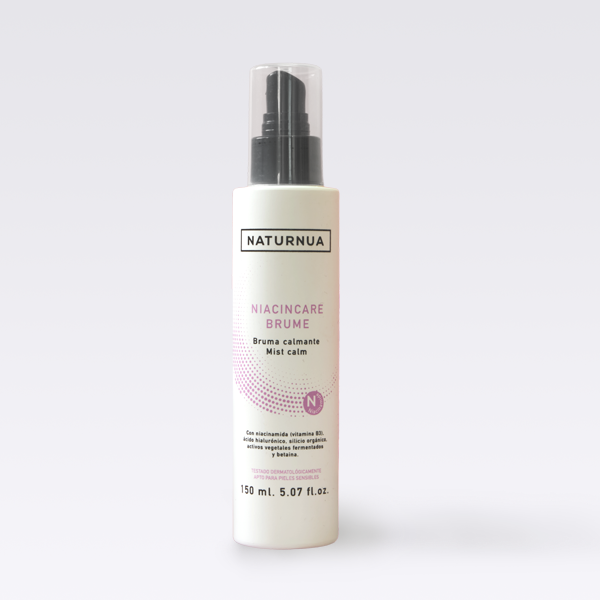 NATURNUA
NIACINCARE
BRUME
Bruma calmante
Mist calm
N
Con niacinamida (vitamina B3),
ácido hialurónico, silicio orgánico,
activos vegetales fermentados
y betaína.
TESTADO DERMATOLÓGICAMENTE
APTO PARA PIELES SENSIBLES
150 ml. 5.07 fl.oz.